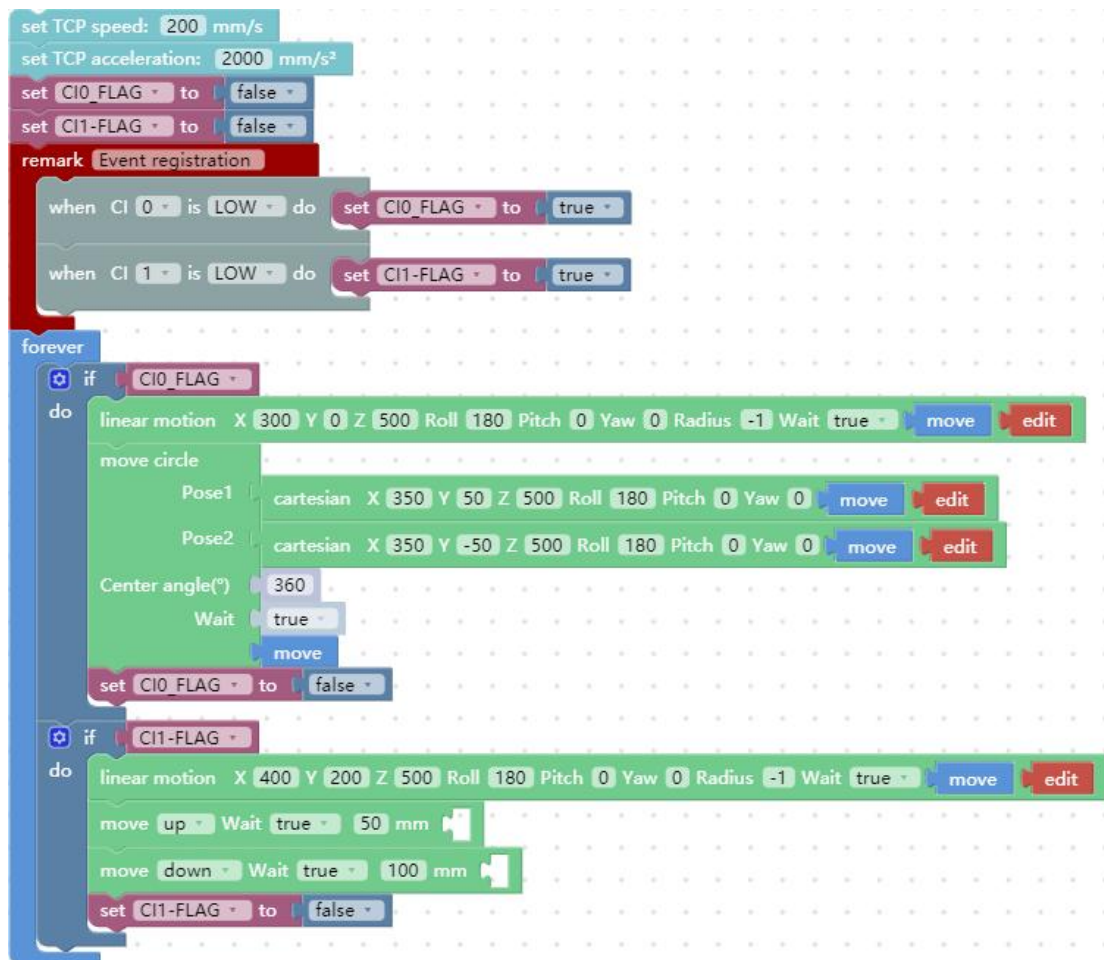 set TCP speed: 200 mm/s
set TCP acceleration: 2000 mm/s²
set CI0_FLAG to false
set CI1-FLAG to false
remark Event registration
when CI 0 is LOW do set CI0_FLAG to true
when CI 1 is LOW do set CI1-FLAG to true
forever
if CI0_FLAG
do linear motion X 300 Y 0 Z 500 Roll 180 Pitch 0 Yaw 0 Radius -1 Wait true move edit
move circle
Pose1 cartesian X 350 Y 50 Z 500 Roll 180 Pitch 0 Yaw 0 move edit
Pose2 cartesian X 350 Y -50 Z 500 Roll 180 Pitch 0 Yaw 0 move edit
Center angle(°) 360
Wait true
move
set CI0_FLAG to false
if CI1-FLAG
do linear motion X 400 Y 200 Z 500 Roll 180 Pitch 0 Yaw 0 Radius -1 Wait true move edit
move up Wait true 50 mm
move down Wait true 100 mm
set CI1-FLAG to false